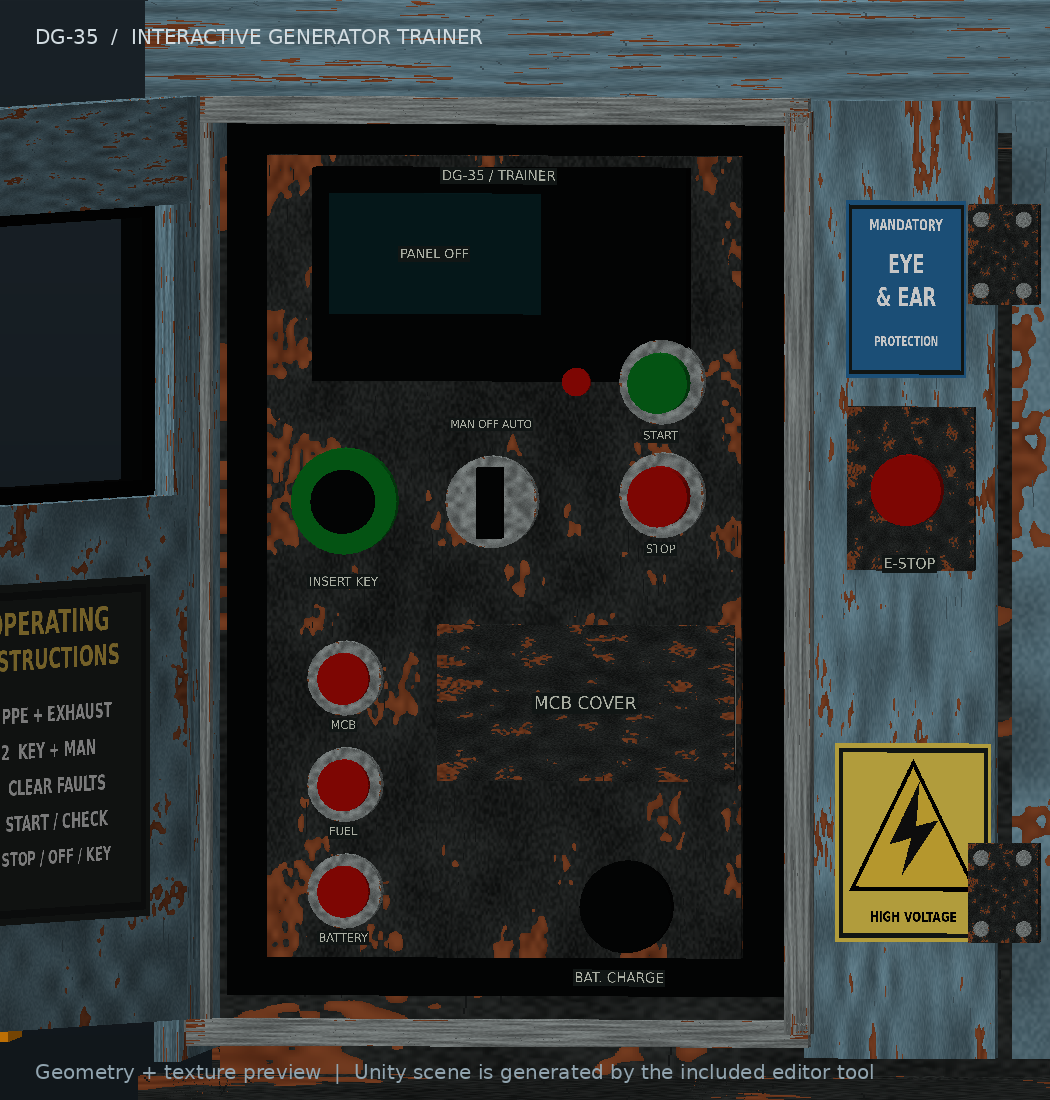 DG-35 / INTERACTIVE GENERATOR TRAINER
DG-35 / TRAINER
PANEL OFF
MAN OFF AUTO
START
INSERT KEY
STOP
MCB
MCB COVER
FUEL
BATTERY
BAT. CHARGE
MANDATORY
EYE
& EAR
PROTECTION
E-STOP
HIGH VOLTAGE
OPERATING
STRUCTIONS
PPE + EXHAUST
2 KEY + MAN
CLEAR FAULTS
START / CHECK
STOP / OFF / KEY
Geometry + texture preview | Unity scene is generated by the included editor tool